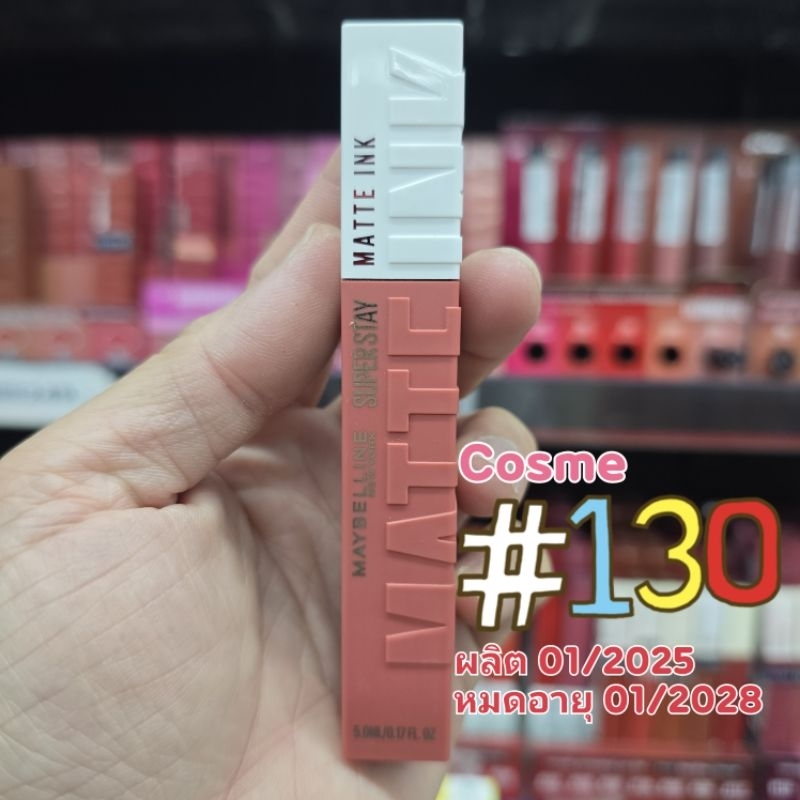 MATTE INK
INK
MAYBELLINE
NEW YORK
SUPERSTAY
MATTE
5.0ML/0.17 FL. OZ
Cosme
#130
ผลิต 01/2025
หมดอายุ 01/2028